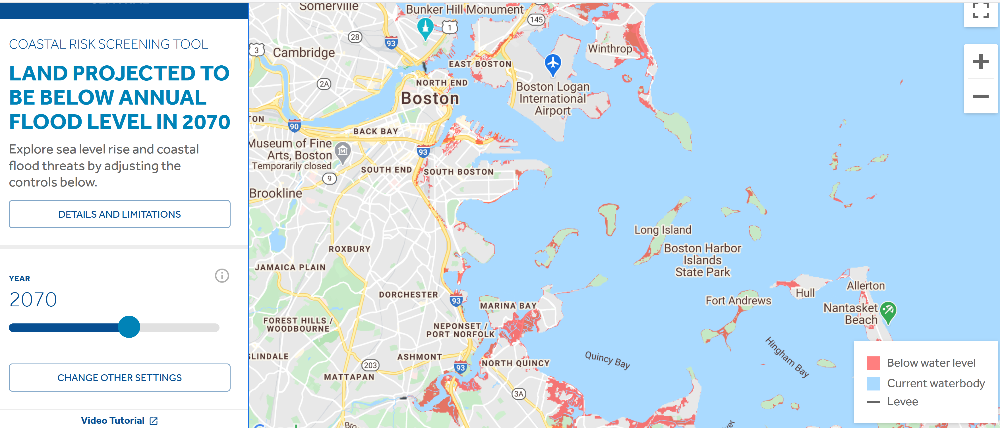 COASTAL RISK SCREENING TOOL
LAND PROJECTED TO
BE BELOW ANNUAL
FLOOD LEVEL IN 2070
Explore sea level rise and coastal
flood threats by adjusting the
controls below.
DETAILS AND LIMITATIONS
YEAR
2070
CHANGE OTHER SETTINGS
Video Tutorial
Somerville
Bunker Hill Monument
145
1
28
93
3
Cambridge
Winthrop
EAST BOSTON
2A
NORTH END
Boston
Boston Logan
International
Airport
TON
90
BACK BAY
Museum of Fine
Arts, Boston
Temporarily closed
93
SOUTH END
SOUTH BOSTON
9
Brookline
Long Island
Boston Harbor
Islands
State Park
ROXBURY
JAMAICA PLAIN
Allerton
Hull
DORCHESTER
93
MARINA BAY
Fort Andrews
Nantasket
Beach
FOREST HILLS /
WOODBOURNE
NEPONSET /
PORT NORFOLK
SLINDALE
ASHMONT
203
93
NORTH QUINCY
Quincy Bay
Hingham Bay
MATTAPAN
3A
Below water level
Current waterbody
Levee